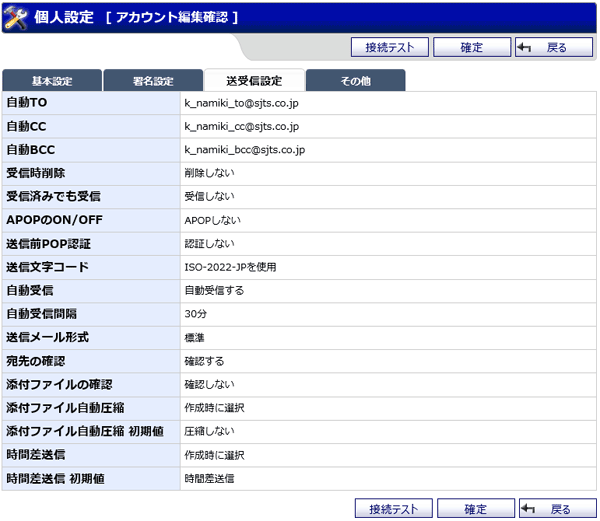 個人設定 [ アカウント編集確認 ]
接続テスト 確定 戻る
基本設定 署名設定 送受信設定 その他
自動TO k_namiki_to@sjts.co.jp
自動CC k_namiki_cc@sjts.co.jp
自動BCC k_namiki_bcc@sjts.co.jp
受信時削除 削除しない
受信済みでも受信 受信しない
APOPのON/OFF APOPしない
送信前POP認証 認証しない
送信文字コード ISO-2022-JPを使用
自動受信 自動受信する
自動受信間隔 30分
送信メール形式 標準
宛先の確認 確認する
添付ファイルの確認 確認しない
添付ファイル自動圧縮 作成時に選択
添付ファイル自動圧縮 初期値 圧縮しない
時間差送信 作成時に選択
時間差送信 初期値 時間差送信
接続テスト 確定 戻る